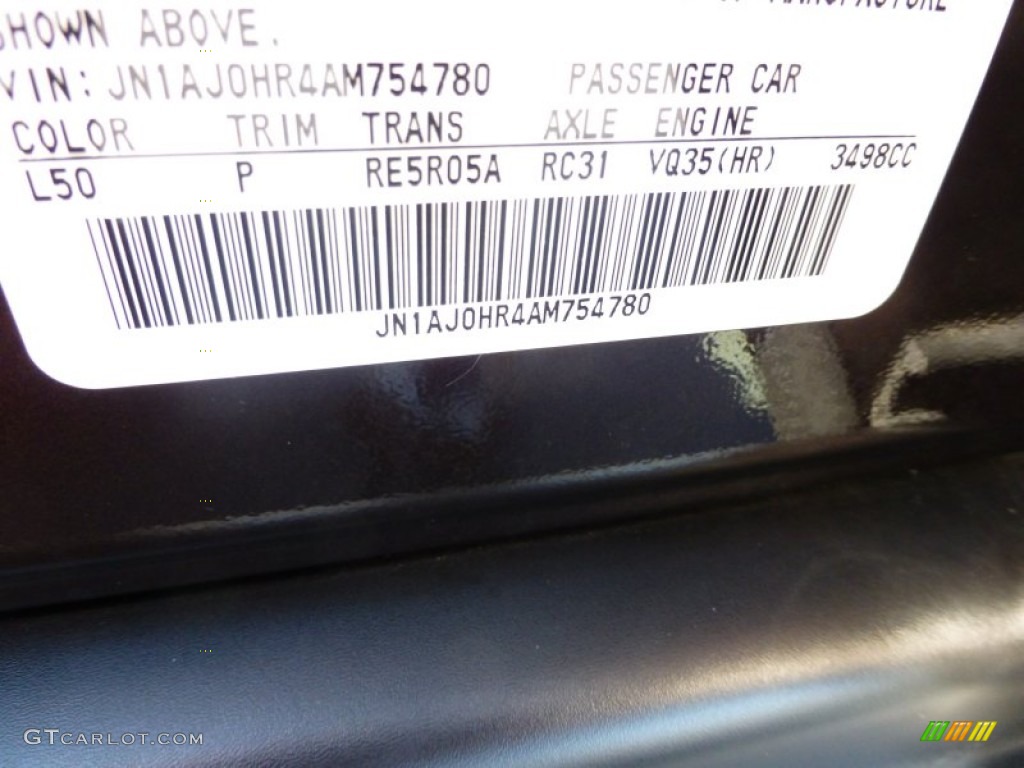 MANUFACTURE
SHOWN ABOVE.
VIN: JN1AJ0HR4AM754780 PASSENGER CAR
COLOR TRIM TRANS AXLE ENGINE
L50 P RE5R05A RC31 VQ35(HR) 3498CC
JN1AJ0HR4AM754780
GTCARLOT.COM